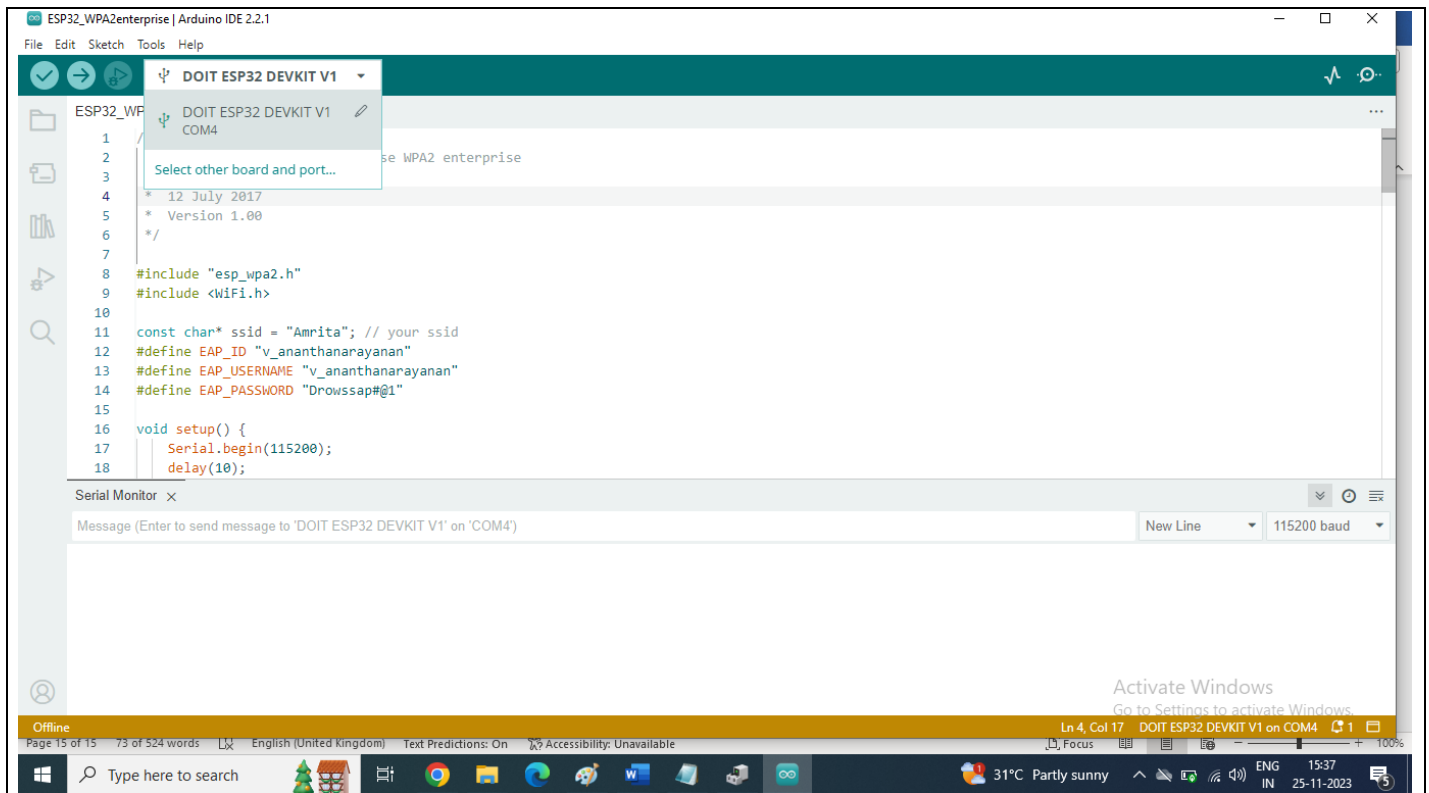 ESP32_WPA2enterprise | Arduino IDE 2.2.1
File Edit Sketch Tools Help
DOIT ESP32 DEVKIT V1
ESP32_WP
DOIT ESP32 DEVKIT V1
COM4
Select other board and port...
...
1 /
2 se WPA2 enterprise
3
4 * 12 July 2017
5 * Version 1.00
6 */
7
8 #include "esp_wpa2.h"
9 #include <WiFi.h>
10
11 const char* ssid = "Amrita"; // your ssid
12 #define EAP_ID "v_ananthanarayanan"
13 #define EAP_USERNAME "v_ananthanarayanan"
14 #define EAP_PASSWORD "Drowssap#@1"
15
16 void setup() {
17 Serial.begin(115200);
18 delay(10);
Serial Monitor
Message (Enter to send message to 'DOIT ESP32 DEVKIT V1' on 'COM4')
New Line
115200 baud
Activate Windows
Go to Settings to activate Windows.
Offline
Ln 4, Col 17 DOIT ESP32 DEVKIT V1 on COM4 1
Page 15 of 15 73 of 524 words English (United Kingdom) Text Predictions: On Accessibility: Unavailable Focus 100%
Type here to search
31°C Partly sunny
ENG
IN
15:37
25-11-2023
5